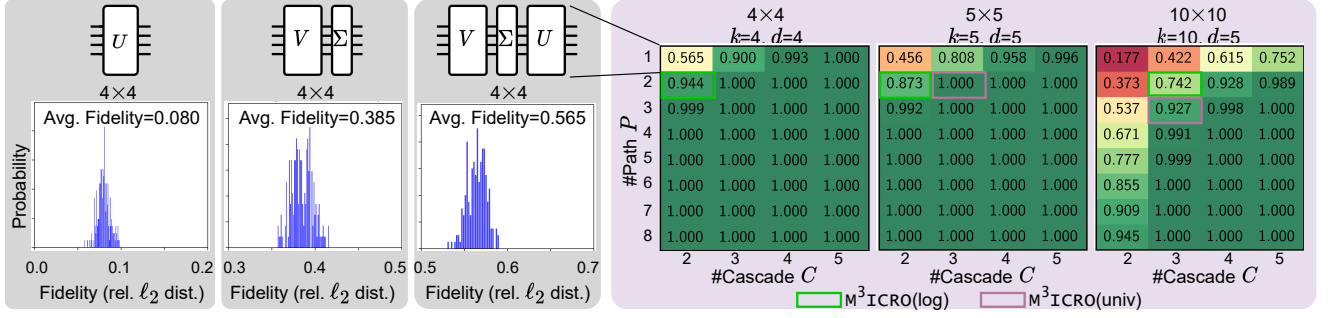 U
4×4
Avg. Fidelity=0.080
Probability
0.0 0.1 0.2
Fidelity (rel. ℓ2 dist.)
V Σ
4×4
Avg. Fidelity=0.385
0.3 0.4 0.5
Fidelity (rel. ℓ2 dist.)
V Σ U
4×4
Avg. Fidelity=0.565
0.5 0.6 0.7
Fidelity (rel. ℓ2 dist.)
#Path P
4×4
k=4, d=4
1 0.565 0.900 0.993 1.000
2 0.944 1.000 1.000 1.000
3 0.999 1.000 1.000 1.000
4 1.000 1.000 1.000 1.000
5 1.000 1.000 1.000 1.000
6 1.000 1.000 1.000 1.000
7 1.000 1.000 1.000 1.000
8 1.000 1.000 1.000 1.000
2 3 4 5
#Cascade C
5×5
k=5, d=5
0.456 0.808 0.958 0.996
0.873 1.000 1.000 1.000
0.992 1.000 1.000 1.000
1.000 1.000 1.000 1.000
1.000 1.000 1.000 1.000
1.000 1.000 1.000 1.000
1.000 1.000 1.000 1.000
1.000 1.000 1.000 1.000
2 3 4 5
#Cascade C
10×10
k=10, d=5
0.177 0.422 0.615 0.752
0.373 0.742 0.928 0.989
0.537 0.927 0.998 1.000
0.671 0.991 1.000 1.000
0.777 0.999 1.000 1.000
0.855 1.000 1.000 1.000
0.909 1.000 1.000 1.000
0.945 1.000 1.000 1.000
2 3 4 5
#Cascade C
M³ICRO(log) M³ICRO(univ)